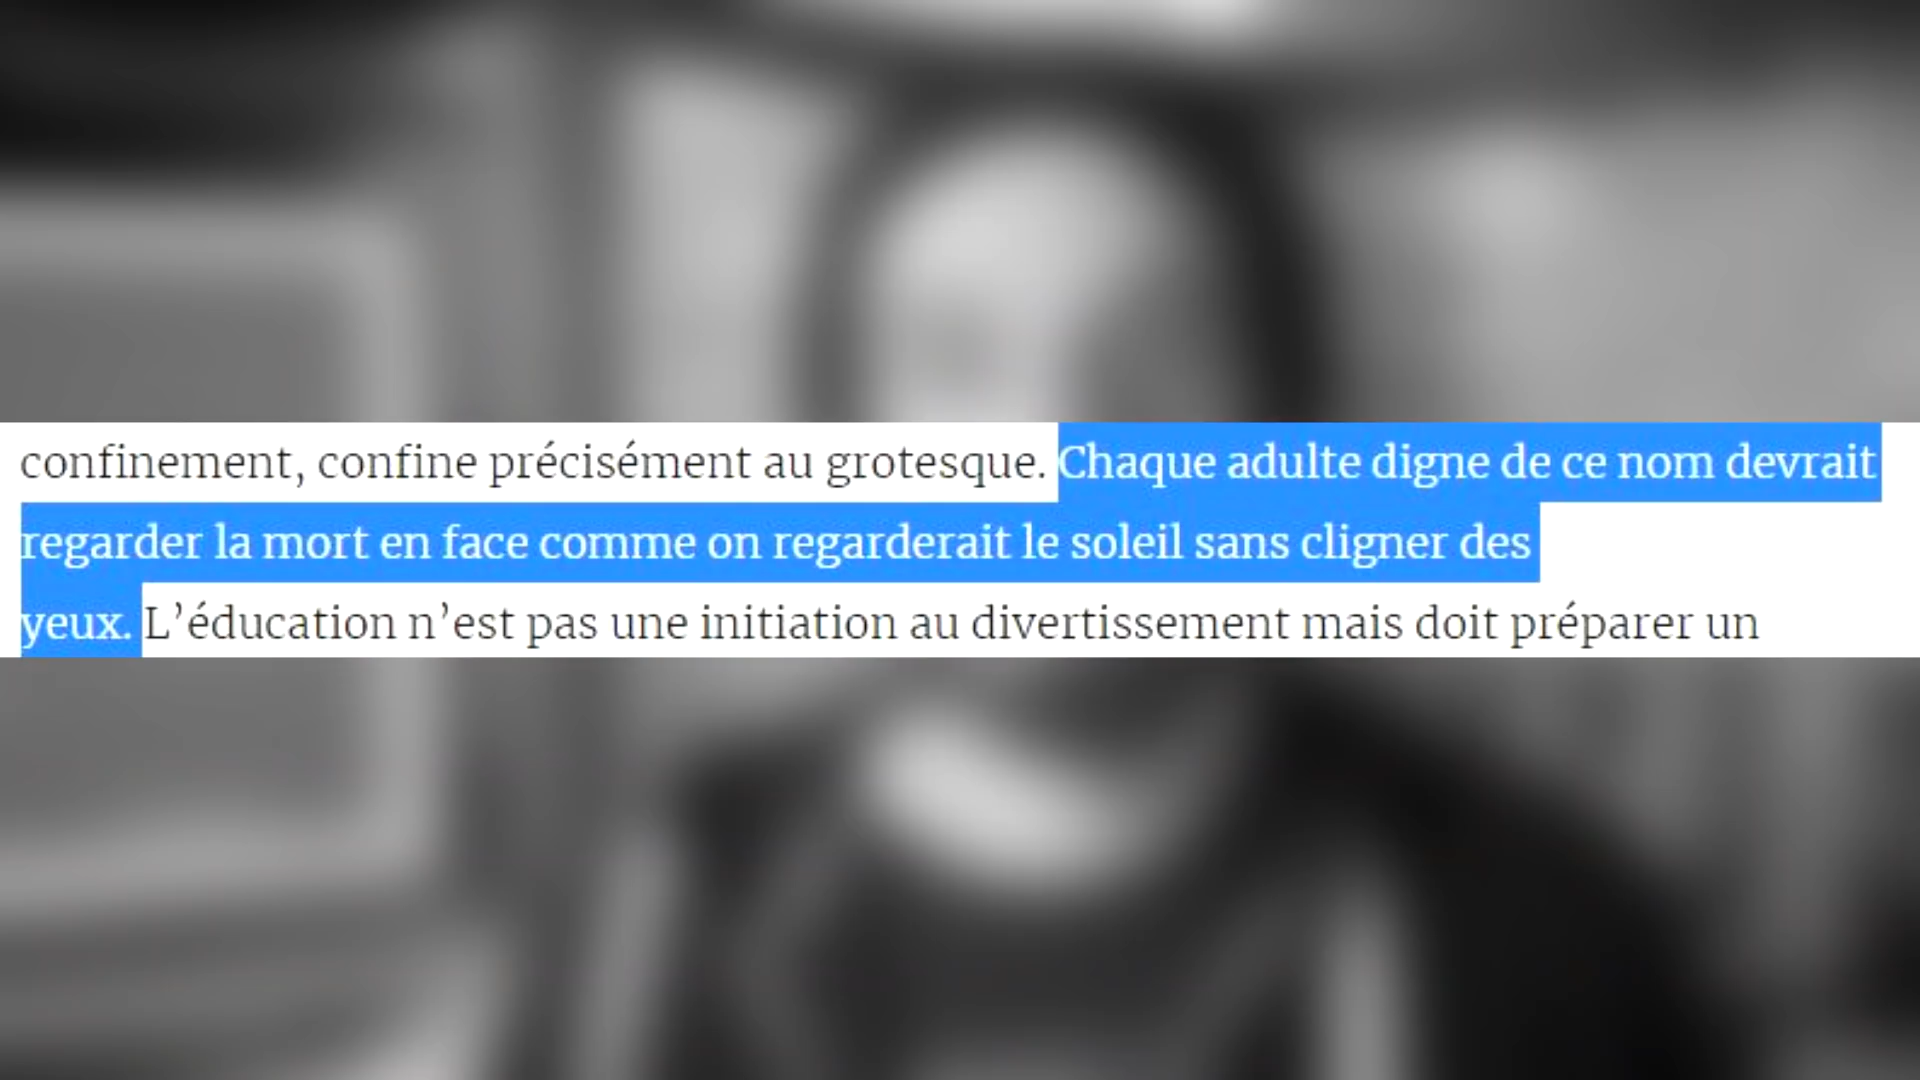 confinement, confine précisément au grotesque. Chaque adulte digne de ce nom devrait
regarder la mort en face comme on regarderait le soleil sans cligner des
yeux. L’éducation n’est pas une initiation au divertissement mais doit préparer un